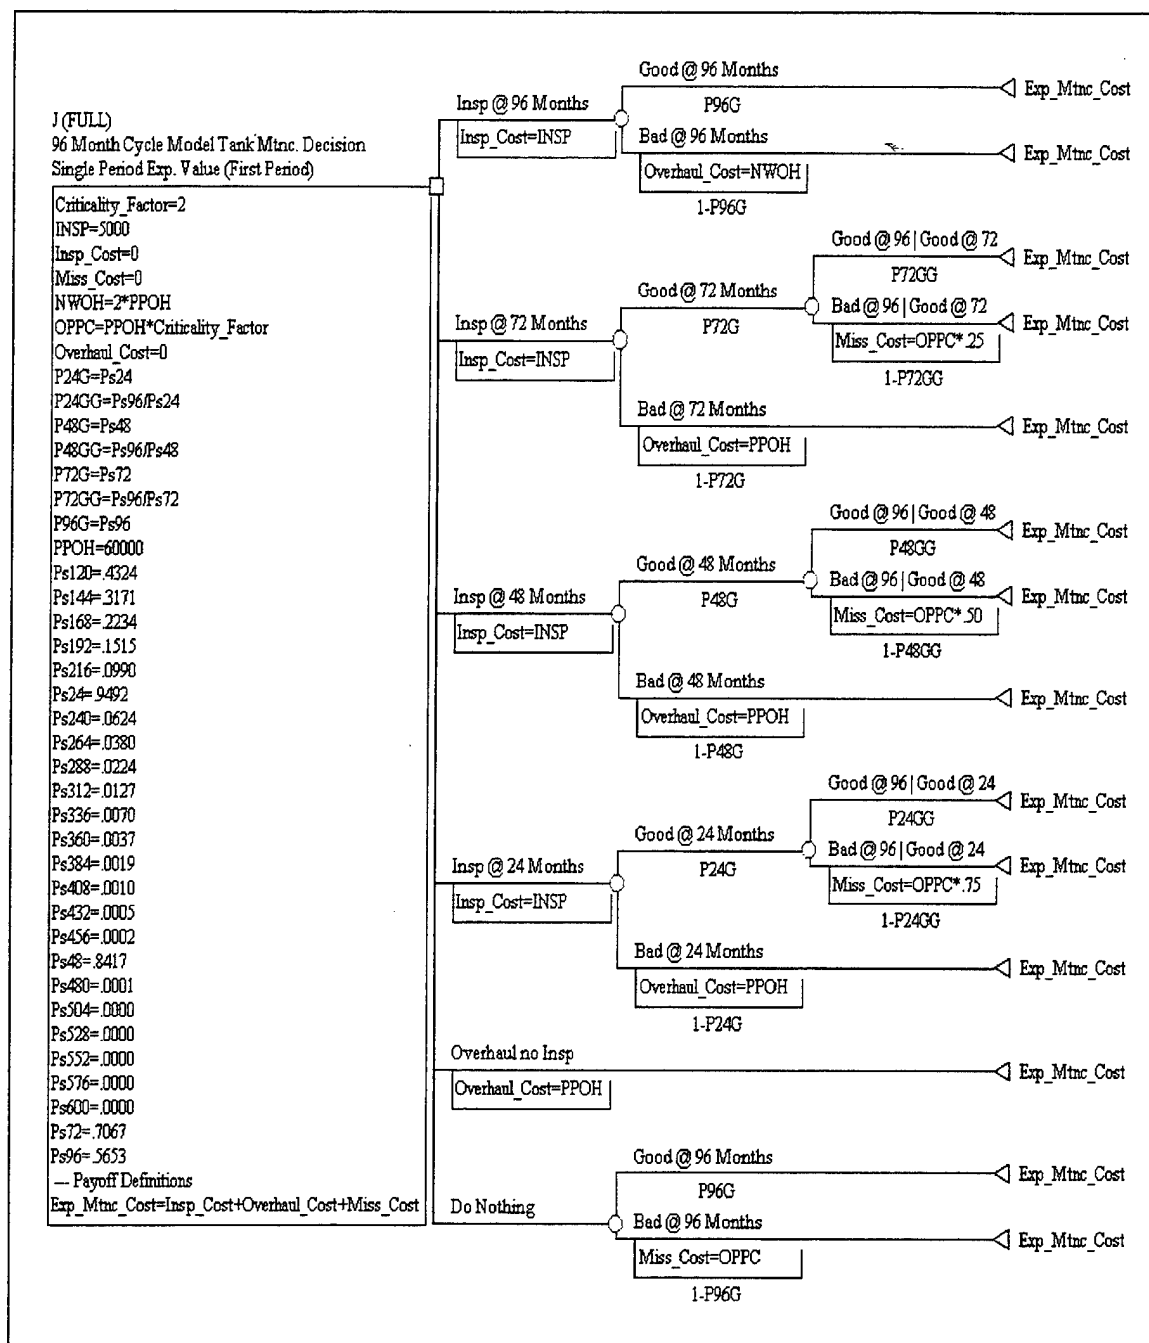 J (FULL)
96 Month Cycle Model Tank Mtnc. Decision
Single Period Exp. Value (First Period)
Criticality_Factor=2
INSP=5000
Insp_Cost=0
Miss_Cost=0
NWOH=2*PPOH
OPPC=PPOH*Criticality_Factor
Overhaul_Cost=0
P24G=Ps24
P24GG=Ps96/Ps24
P48G=Ps48
P48GG=Ps96/Ps48
P72G=Ps72
P72GG=Ps96/Ps72
P96G=Ps96
PPOH=60000
Ps120=.4324
Ps144=.3171
Ps168=.2234
Ps192=.1515
Ps216=.0990
Ps24=.9492
Ps240=.0624
Ps264=.0380
Ps288=.0224
Ps312=.0127
Ps336=.0070
Ps360=.0037
Ps384=.0019
Ps408=.0010
Ps432=.0005
Ps456=.0002
Ps48=.8417
Ps480=.0001
Ps504=.0000
Ps528=.0000
Ps552=.0000
Ps576=.0000
Ps600=.0000
Ps72=.7067
Ps96=.5653
--- Payoff Definitions
Exp_Mtnc_Cost=Insp_Cost+Overhaul_Cost+Miss_Cost
Insp @ 96 Months
Insp_Cost=INSP
Good @ 96 Months
P96G
Exp_Mtnc_Cost
Bad @ 96 Months
Overhaul_Cost=NWOH
1-P96G
Exp_Mtnc_Cost
Insp @ 72 Months
Insp_Cost=INSP
Good @ 72 Months
P72G
Good @ 96 | Good @ 72
P72GG
Exp_Mtnc_Cost
Bad @ 96 | Good @ 72
Miss_Cost=OPPC*.25
1-P72GG
Exp_Mtnc_Cost
Bad @ 72 Months
Overhaul_Cost=PPOH
1-P72G
Exp_Mtnc_Cost
Insp @ 48 Months
Insp_Cost=INSP
Good @ 48 Months
P48G
Good @ 96 | Good @ 48
P48GG
Exp_Mtnc_Cost
Bad @ 96 | Good @ 48
Miss_Cost=OPPC*.50
1-P48GG
Exp_Mtnc_Cost
Bad @ 48 Months
Overhaul_Cost=PPOH
1-P48G
Exp_Mtnc_Cost
Insp @ 24 Months
Insp_Cost=INSP
Good @ 24 Months
P24G
Good @ 96 | Good @ 24
P24GG
Exp_Mtnc_Cost
Bad @ 96 | Good @ 24
Miss_Cost=OPPC*.75
1-P24GG
Exp_Mtnc_Cost
Bad @ 24 Months
Overhaul_Cost=PPOH
1-P24G
Exp_Mtnc_Cost
Overhaul no Insp
Overhaul_Cost=PPOH
Exp_Mtnc_Cost
Do Nothing
Good @ 96 Months
P96G
Exp_Mtnc_Cost
Bad @ 96 Months
Miss_Cost=OPPC
1-P96G
Exp_Mtnc_Cost